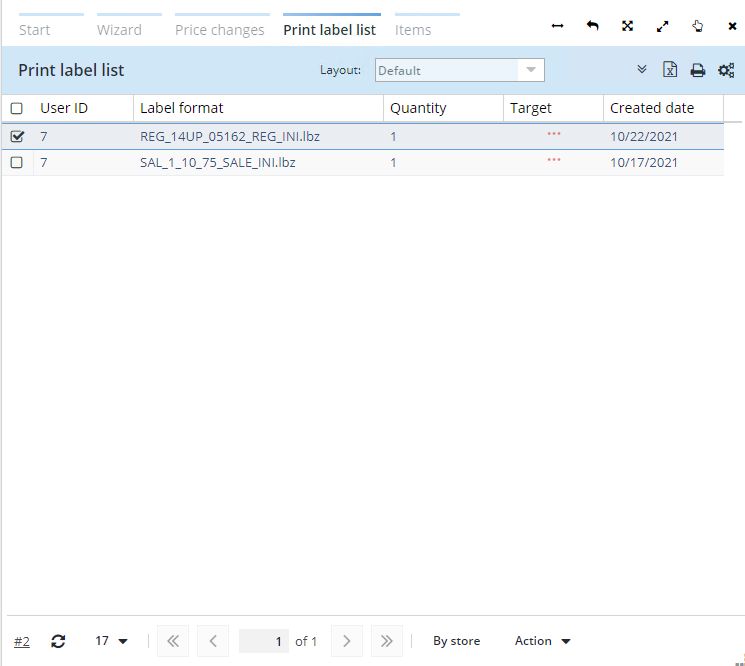 Start Wizard Price changes Print label list Items
Print label list Layout: Default
User ID Label format Quantity Target Created date
7 REG_14UP_05162_REG_INI.lbz 1 *** 10/22/2021
7 SAL_1_10_75_SALE_INI.lbz 1 *** 10/17/2021
#2 17 1 of 1 By store Action